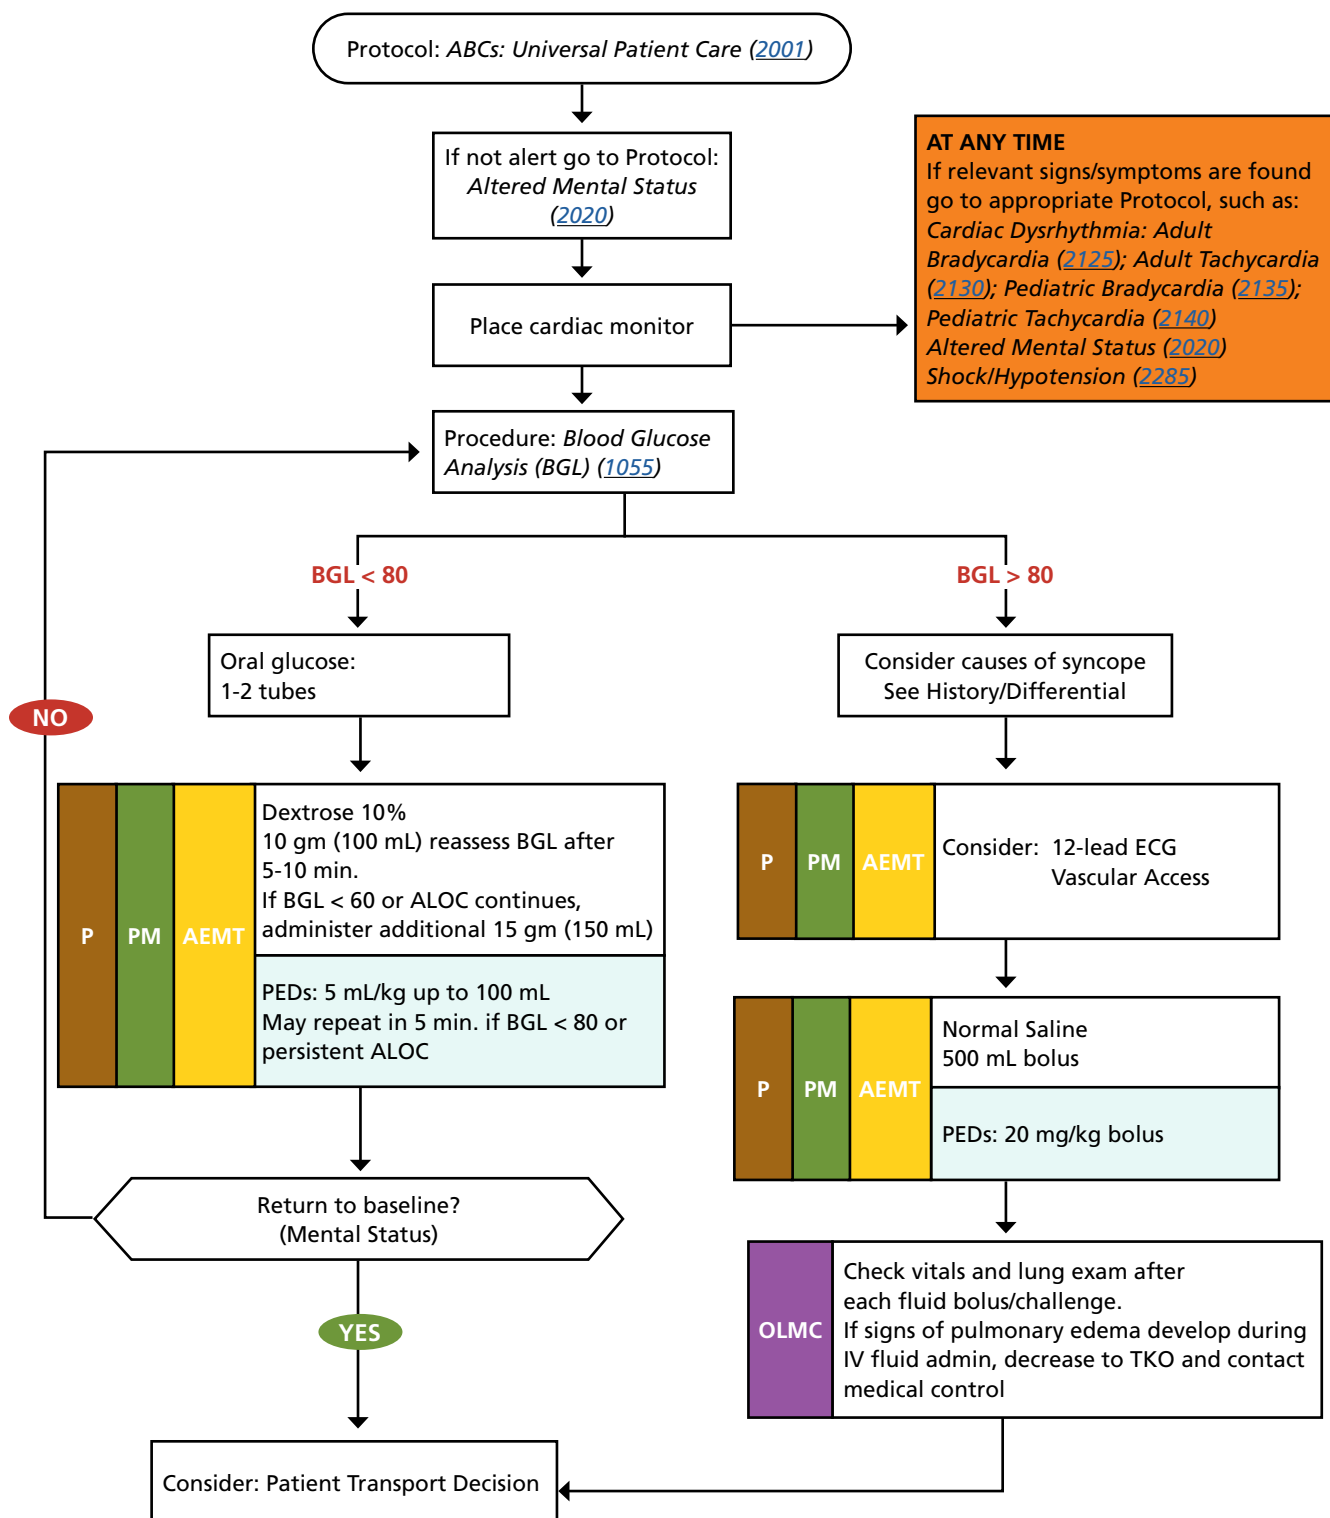 Protocol: ABCs: Universal Patient Care (2001)
If not alert go to Protocol:
Altered Mental Status
(2020)
AT ANY TIME
If relevant signs/symptoms are found
go to appropriate Protocol, such as:
Cardiac Dysrhythmia: Adult
Bradycardia (2125); Adult Tachycardia
(2130); Pediatric Bradycardia (2135);
Pediatric Tachycardia (2140)
Altered Mental Status (2020)
Shock/Hypotension (2285)
Place cardiac monitor
Procedure: Blood Glucose
Analysis (BGL) (1055)
BGL < 80
BGL > 80
Oral glucose:
1-2 tubes
Consider causes of syncope
See History/Differential
NO
P
PM
AEMT
Dextrose 10%
10 gm (100 mL) reassess BGL after
5-10 min.
If BGL < 60 or ALOC continues,
administer additional 15 gm (150 mL)
PEDs: 5 mL/kg up to 100 mL
May repeat in 5 min. if BGL < 80 or
persistent ALOC
P
PM
AEMT
Consider: 12-lead ECG
Vascular Access
P
PM
AEMT
Normal Saline
500 mL bolus
PEDs: 20 mg/kg bolus
Return to baseline?
(Mental Status)
YES
OLMC
Check vitals and lung exam after
each fluid bolus/challenge.
If signs of pulmonary edema develop during
IV fluid admin, decrease to TKO and contact
medical control
Consider: Patient Transport Decision